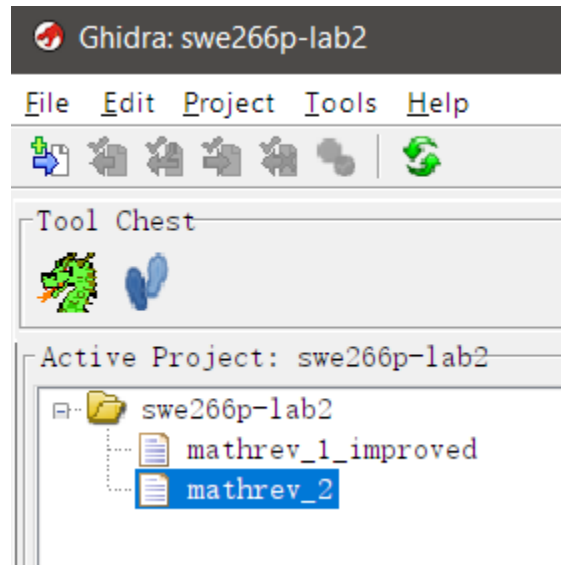 Ghidra: swe266p-lab2
File Edit Project Tools Help
Tool Chest
Active Project: swe266p-lab2
swe266p-lab2
mathrev_1_improved
mathrev_2